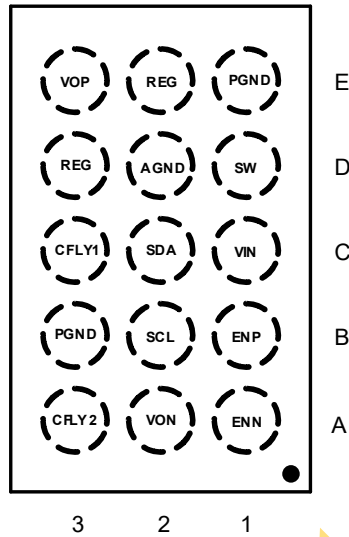 VOP REG PGND E
REG AGND SW D
CFLY1 SDA VIN C
PGND SCL ENP B
CFLY2 VON ENN A
3 2 1